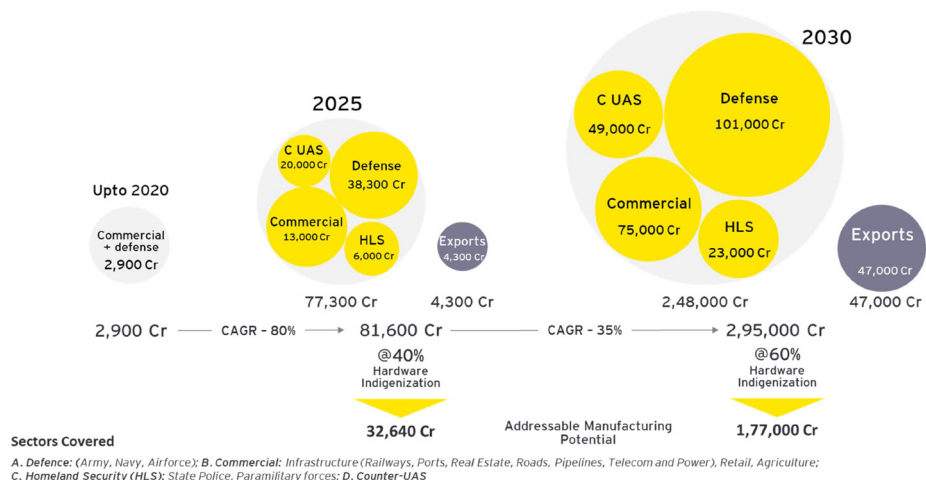 2030
C UAS
49,000 Cr
Defense
101,000 Cr
Commercial
75,000 Cr
HLS
23,000 Cr
Exports
47,000 Cr
2025
C UAS
20,000 Cr
Defense
38,300 Cr
Commercial
13,000 Cr
HLS
6,000 Cr
Exports
4,300 Cr
Upto 2020
Commercial
+ defense
2,900 Cr
77,300 Cr
4,300 Cr
2,48,000 Cr
47,000 Cr
2,900 Cr
CAGR - 80%
81,600 Cr
CAGR - 35%
2,95,000 Cr
@40%
Hardware
Indigenization
@60%
Hardware
Indigenization
32,640 Cr
Addressable Manufacturing
Potential
1,77,000 Cr
Sectors Covered
A. Defence: (Army, Navy, Airforce); B. Commercial: Infrastructure (Railways, Ports, Real Estate, Roads, Pipelines, Telecom and Power), Retail, Agriculture;
C. Homeland Security (HLS): State Police, Paramilitary forces; D. Counter-UAS